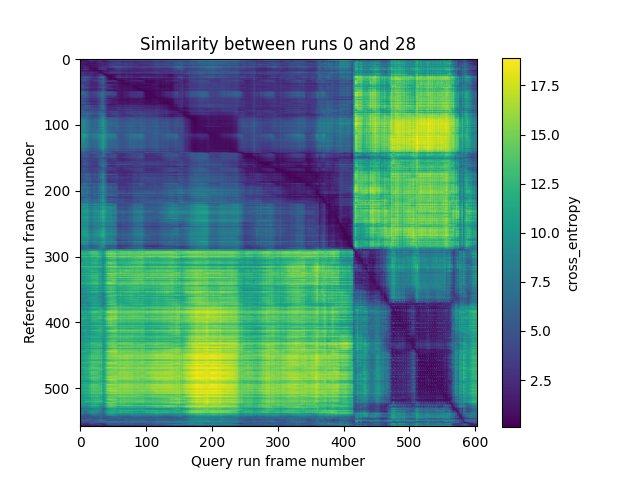 Similarity between runs 0 and 28
0
100
200
300
400
500
Reference run frame number
0 100 200 300 400 500 600
Query run frame number
17.5
15.0
12.5
10.0
7.5
5.0
2.5
cross_entropy